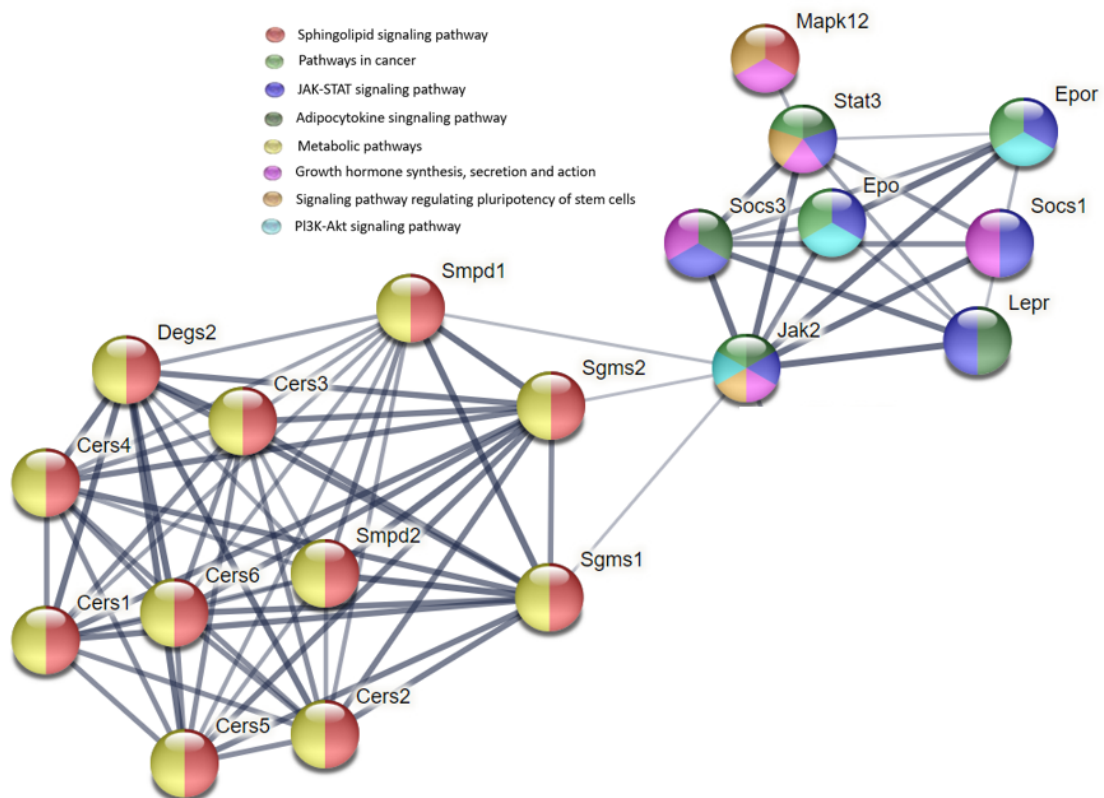 Sphingolipid signaling pathway
Pathways in cancer
JAK-STAT signaling pathway
Adipocytokine singnaling pathway
Metabolic pathways
Growth hormone synthesis, secretion and action
Signaling pathway regulating pluripotency of stem cells
Pl3K-Akt signaling pathway
Mapk12
Stat3
Epor
Epo
Socs3
Socs1
Lepr
Jak2
Smpd1
Degs2
Cers3
Sgms2
Cers4
Smpd2
Cers6
Sgms1
Cers1
Cers2
Cers5